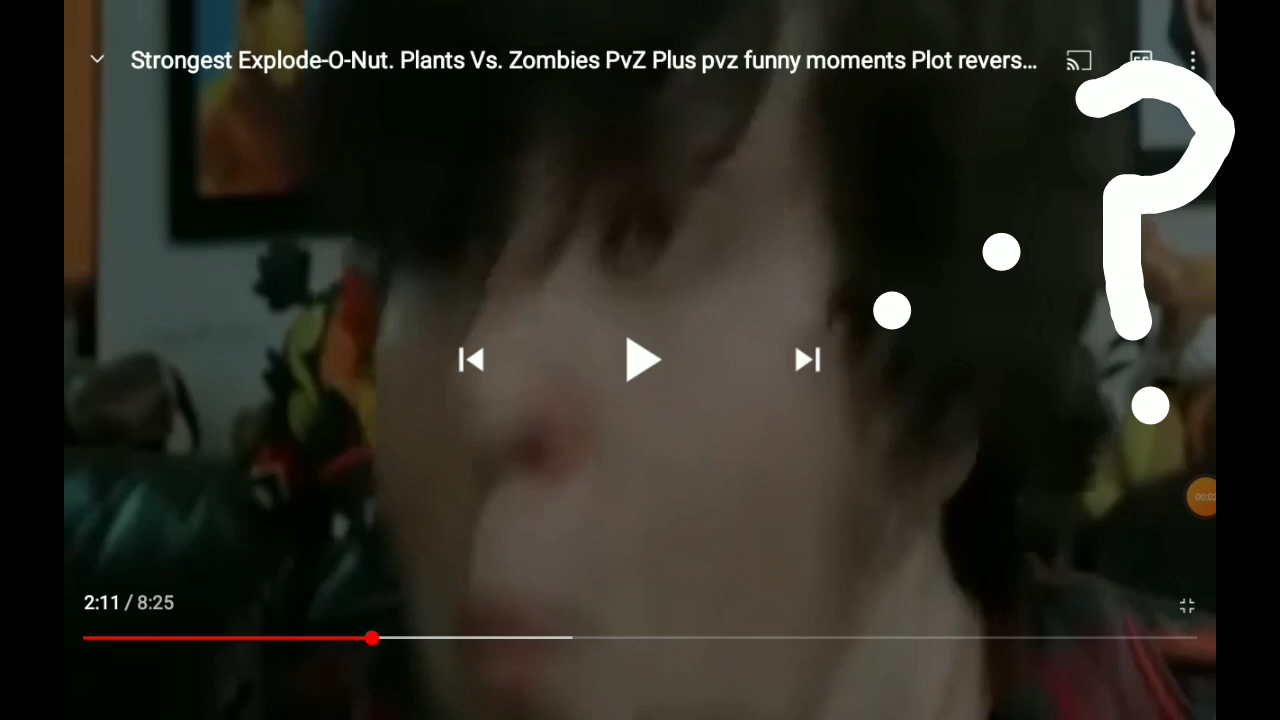 Strongest Explode-O-Nut. Plants Vs. Zombies PvZ Plus pvz funny moments Plot revers...
?
2:11 / 8:25